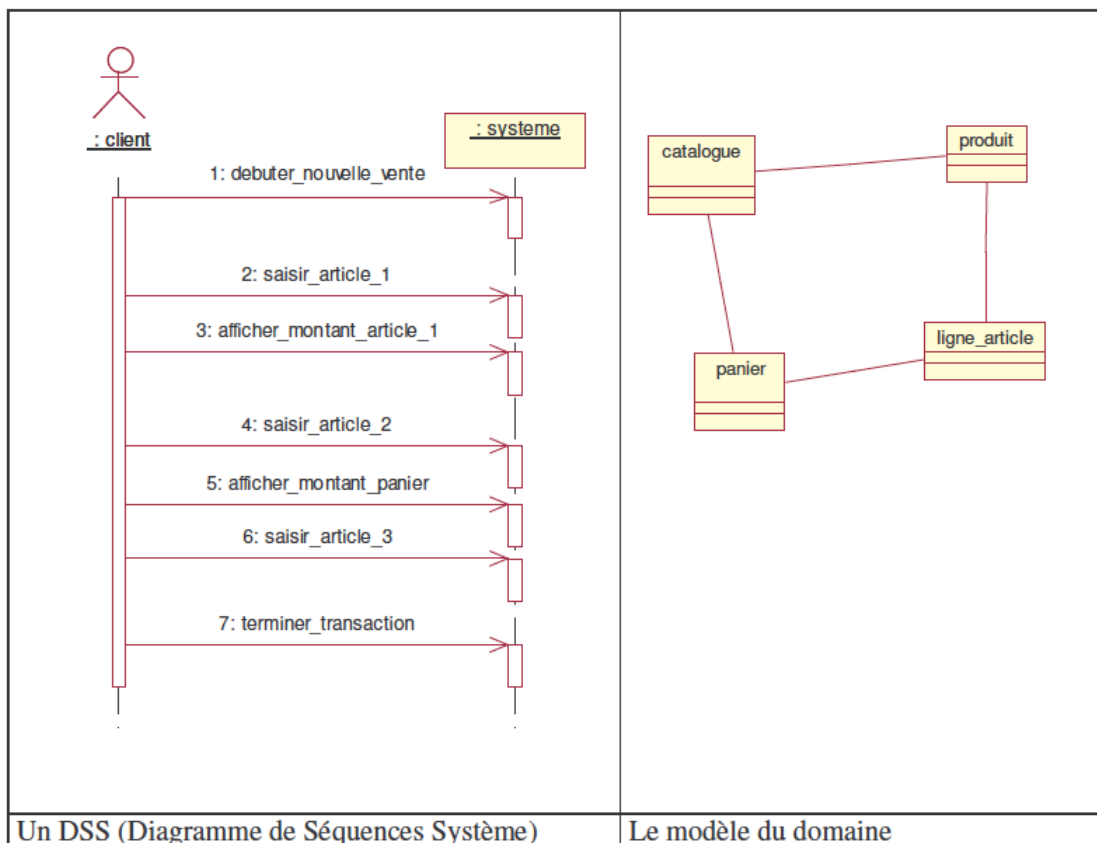 : client
: systeme
1: debuter_nouvelle_vente
2: saisir_article_1
3: afficher_montant_article_1
4: saisir_article_2
5: afficher_montant_panier
6: saisir_article_3
7: terminer_transaction
catalogue
produit
panier
ligne_article
Un DSS (Diagramme de Séquences Système)
Le modèle du domaine